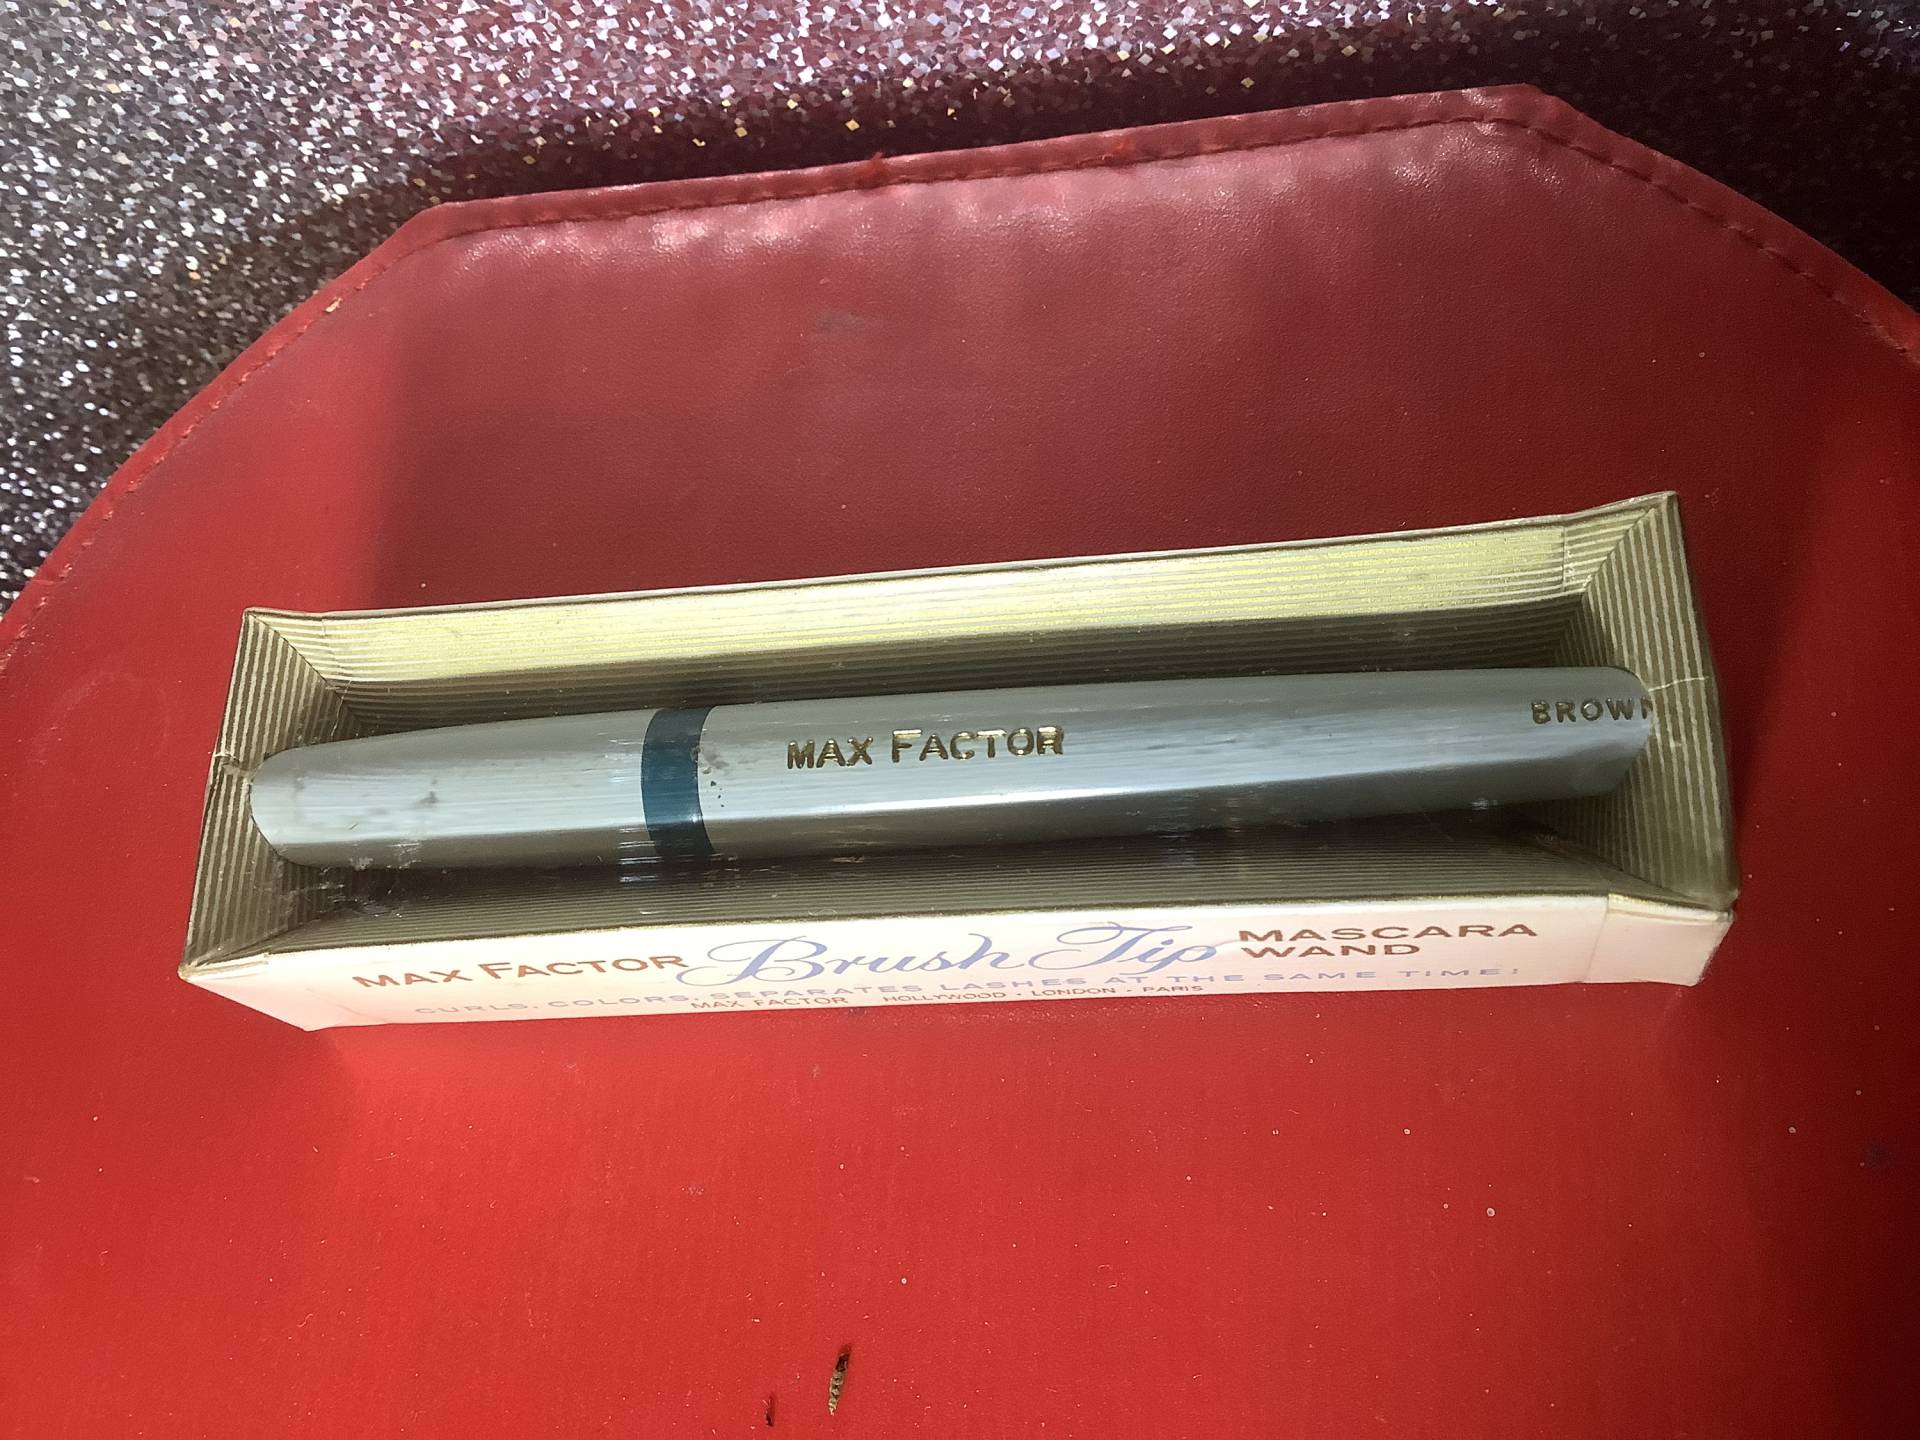 MAX FACTOR
BROWN
MAX FACTOR Brush Tip MASCARA WAND
CURLS, COLORS, SEPARATES LASHES AT THE SAME TIME!
MAX FACTOR HOLLYWOOD · LONDON · PARIS